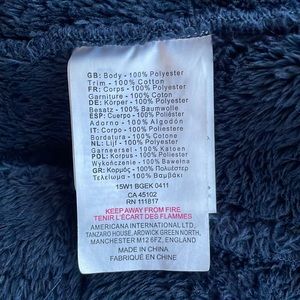 GB: Body - 100% Polyester
Trim - 100% Cotton
FR: Corps - 100% Polyester
Garniture - 100% Coton
DE: Körper - 100% Polyester
Besatz - 100% Baumwolle
ESP: Cuerpo - 100% Poliéster
Adorno - 100% Algodón
IT: Corpo - 100% Poliestere
Bordo - 100% Cotone
NL: Lijf - 100% Polyester
Garneersel - 100% Katoen
POL: Korpus - 100% Poliester
Wykończenie - 100% Bawełna
GR: Κορμός - 100% Πολυεστέρας
Τελείωμα - 100% Βαμβάκι
15W1 BGEK 0411
CA 45102
RN 111817
KEEP AWAY FROM FIRE
TENIR L'ÉCART DES FLAMMES
AMERICANA INTERNATIONAL LTD,
TANZARO HOUSE, ARDWICK GREEN NORTH,
MANCHESTER M12 6FZ, ENGLAND
MADE IN CHINA
FABRIQUÉ EN CHINE